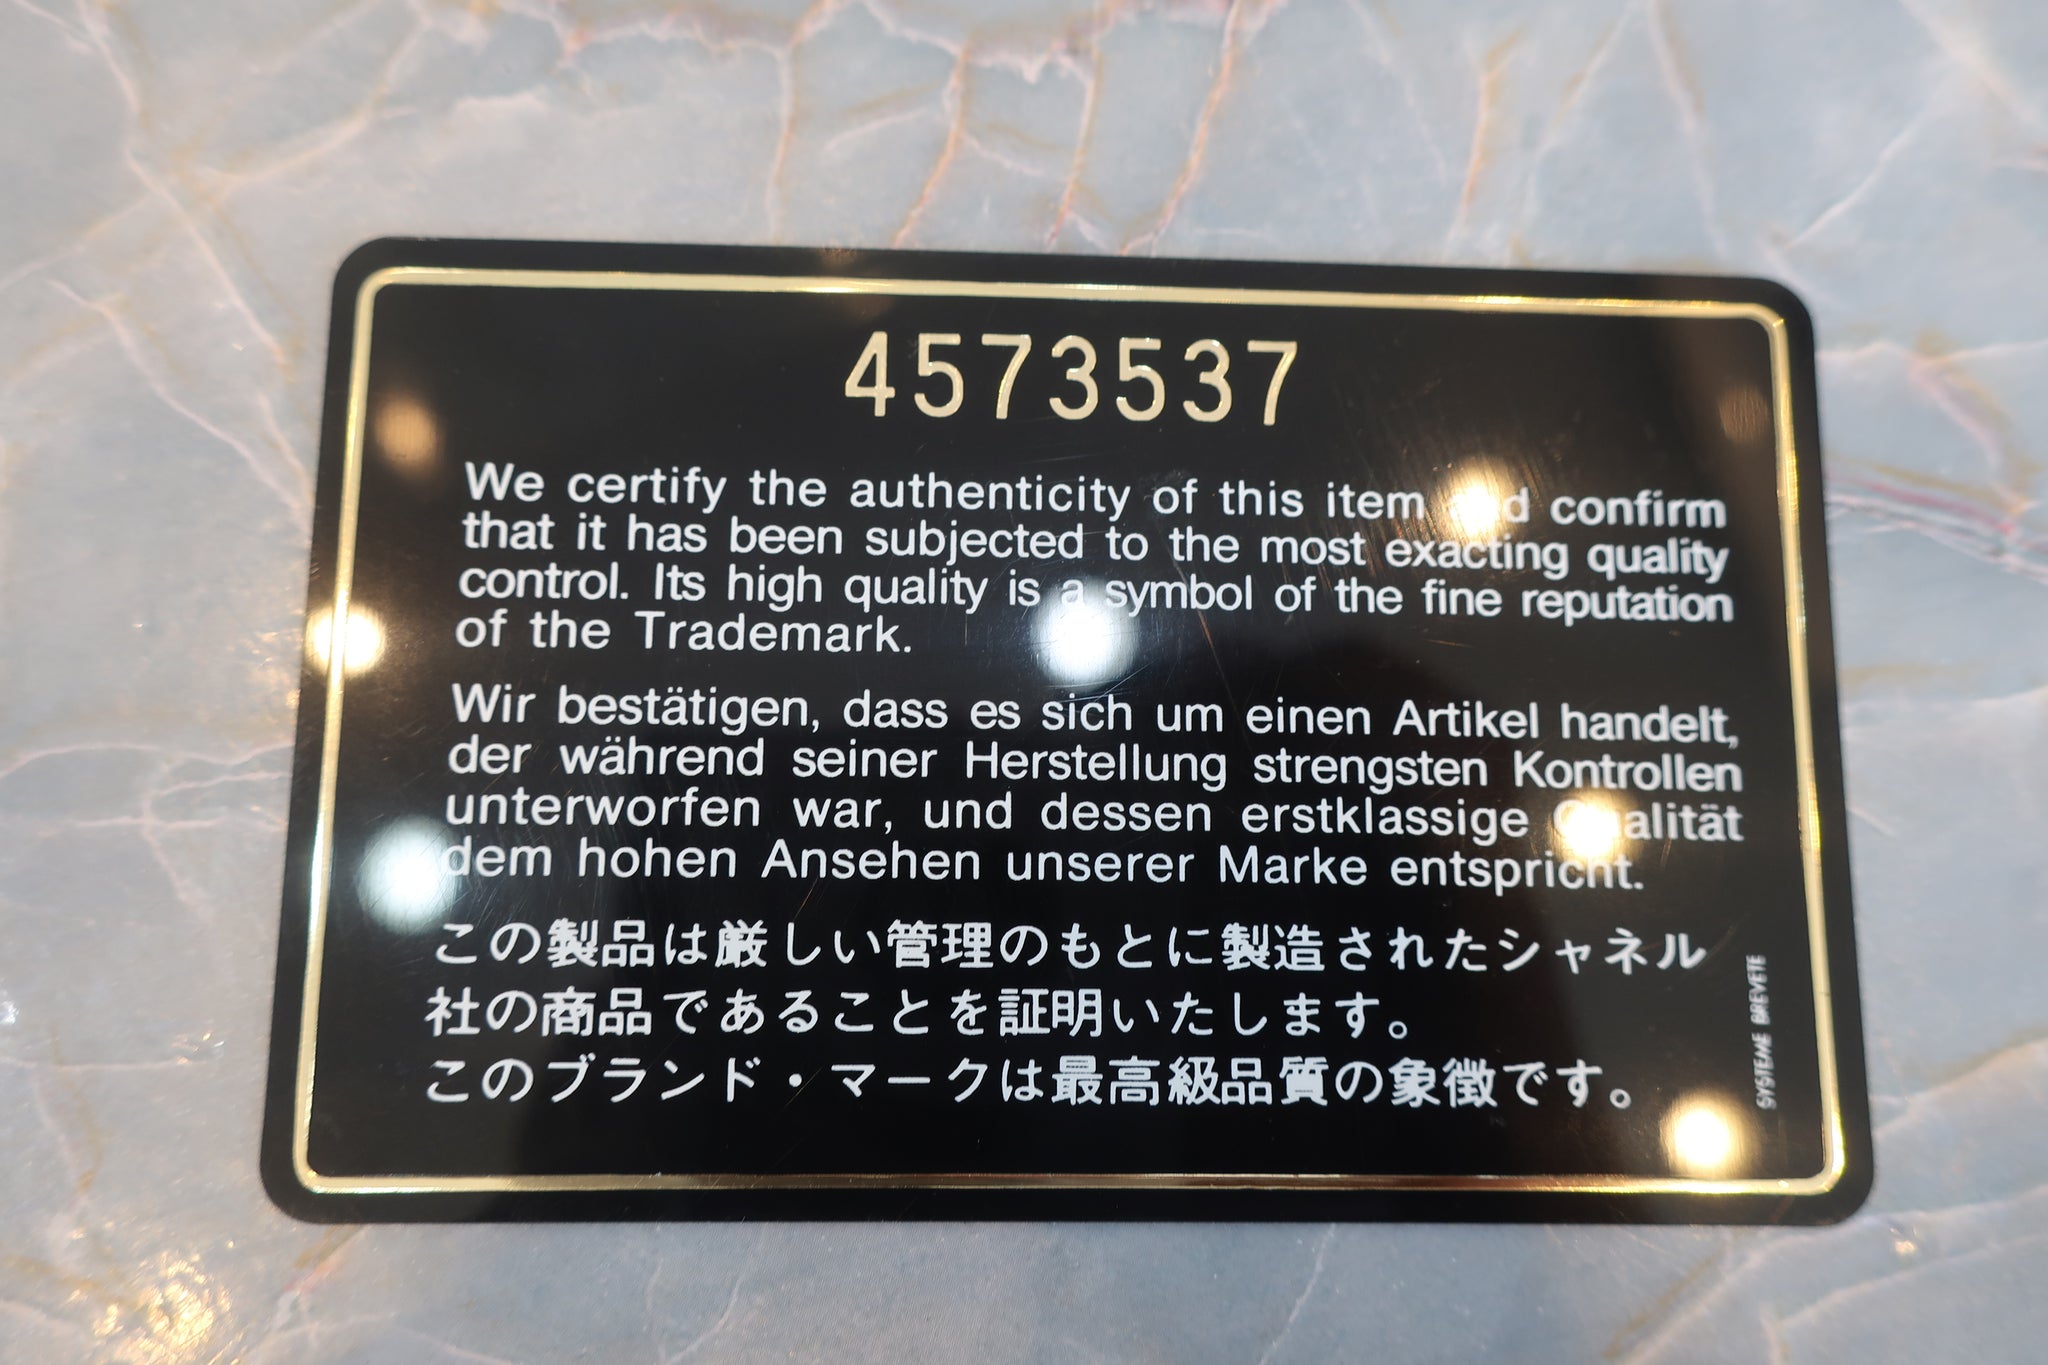 4573537
We certify the authenticity of this item and confirm
that it has been subjected to the most exacting quality
control. Its high quality is a symbol of the fine reputation
of the Trademark.
Wir bestätigen, dass es sich um einen Artikel handelt,
der während seiner Herstellung strengsten Kontrollen
unterworfen war, und dessen erstklassige Qualität
dem hohen Ansehen unserer Marke entspricht.
この製品は厳しい管理のもとに製造されたシャネル
社の商品であることを証明いたします。
このブランド・マークは最高級品質の象徴です。
SYSTEME BREVETE